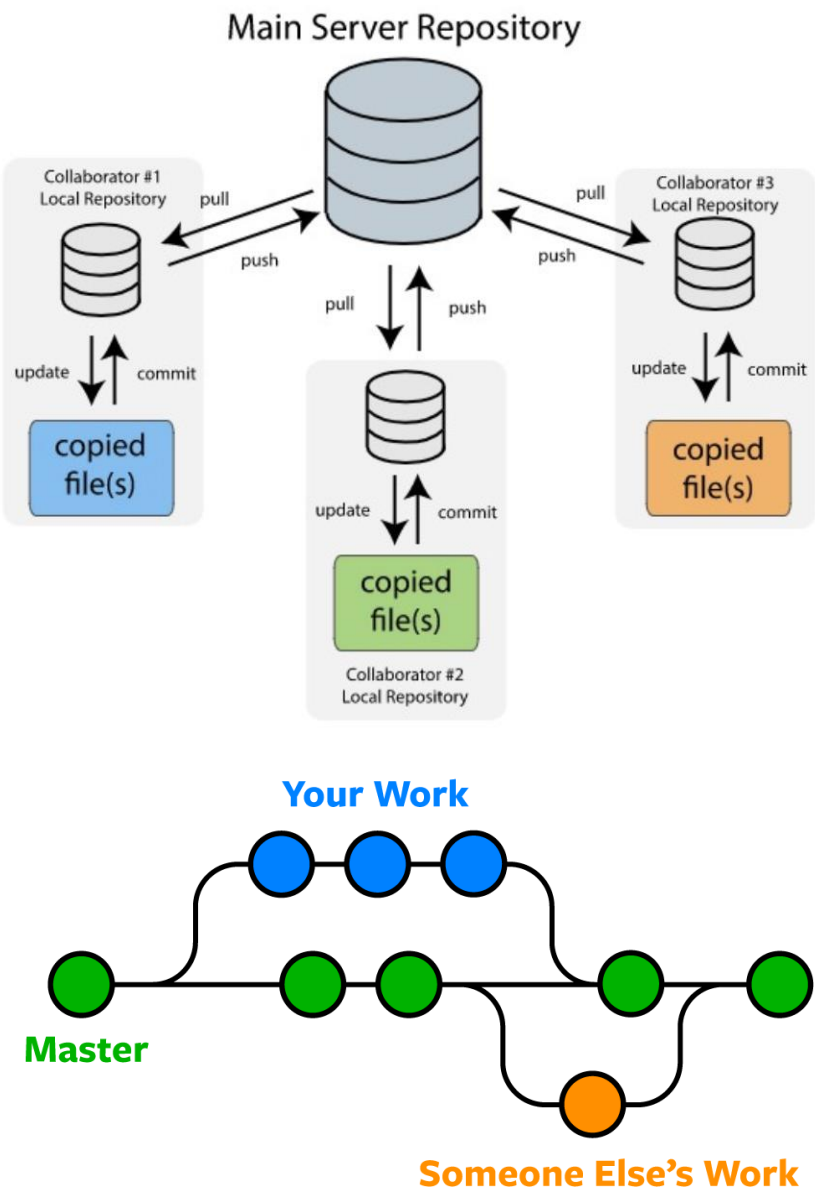 Main Server Repository
Collaborator #1
Local Repository
pull
push
update
commit
copied
file(s)
pull
push
Collaborator #3
Local Repository
pull
push
update
commit
copied
file(s)
update
commit
copied
file(s)
Collaborator #2
Local Repository
Your Work
Master
Someone Else's Work